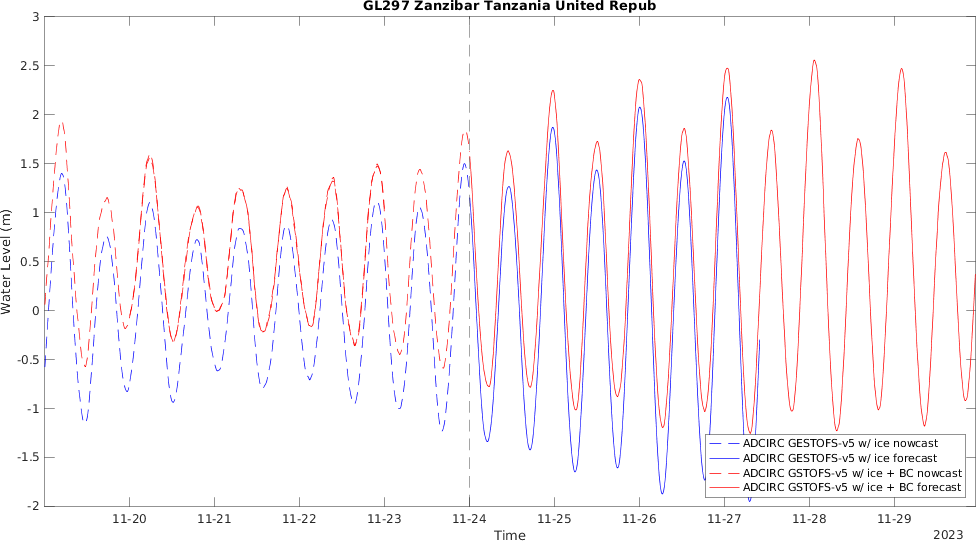 GL297 Zanzibar Tanzania United Repub
3
2.5
2
1.5
1
0.5
0
-0.5
-1
-1.5
-2
Water Level (m)
ADCIRC GESTOFS-v5 w/ ice nowcast
ADCIRC GESTOFS-v5 w/ ice forecast
ADCIRC GSTOFS-v5 w/ ice + BC nowcast
ADCIRC GSTOFS-v5 w/ ice + BC forecast
11-20 11-21 11-22 11-23 11-24 11-25 11-26 11-27 11-28 11-29
Time
2023